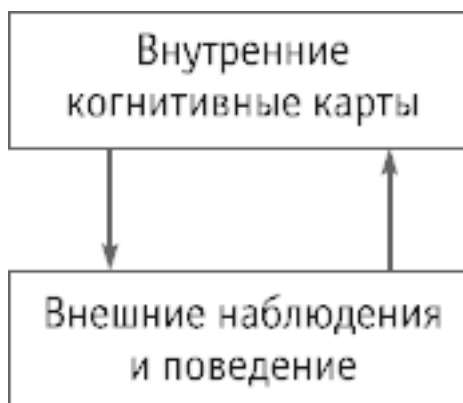 Внутренние
когнитивные карты
Внешние наблюдения
и поведение